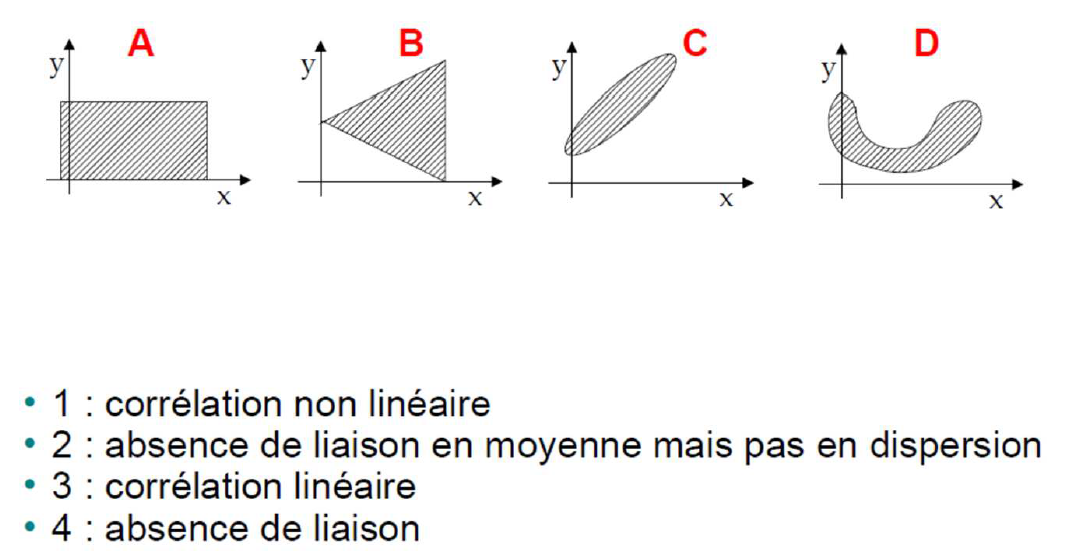 A B C D
y y y y
x x x x
• 1 : corrélation non linéaire
• 2 : absence de liaison en moyenne mais pas en dispersion
• 3 : corrélation linéaire
• 4 : absence de liaison